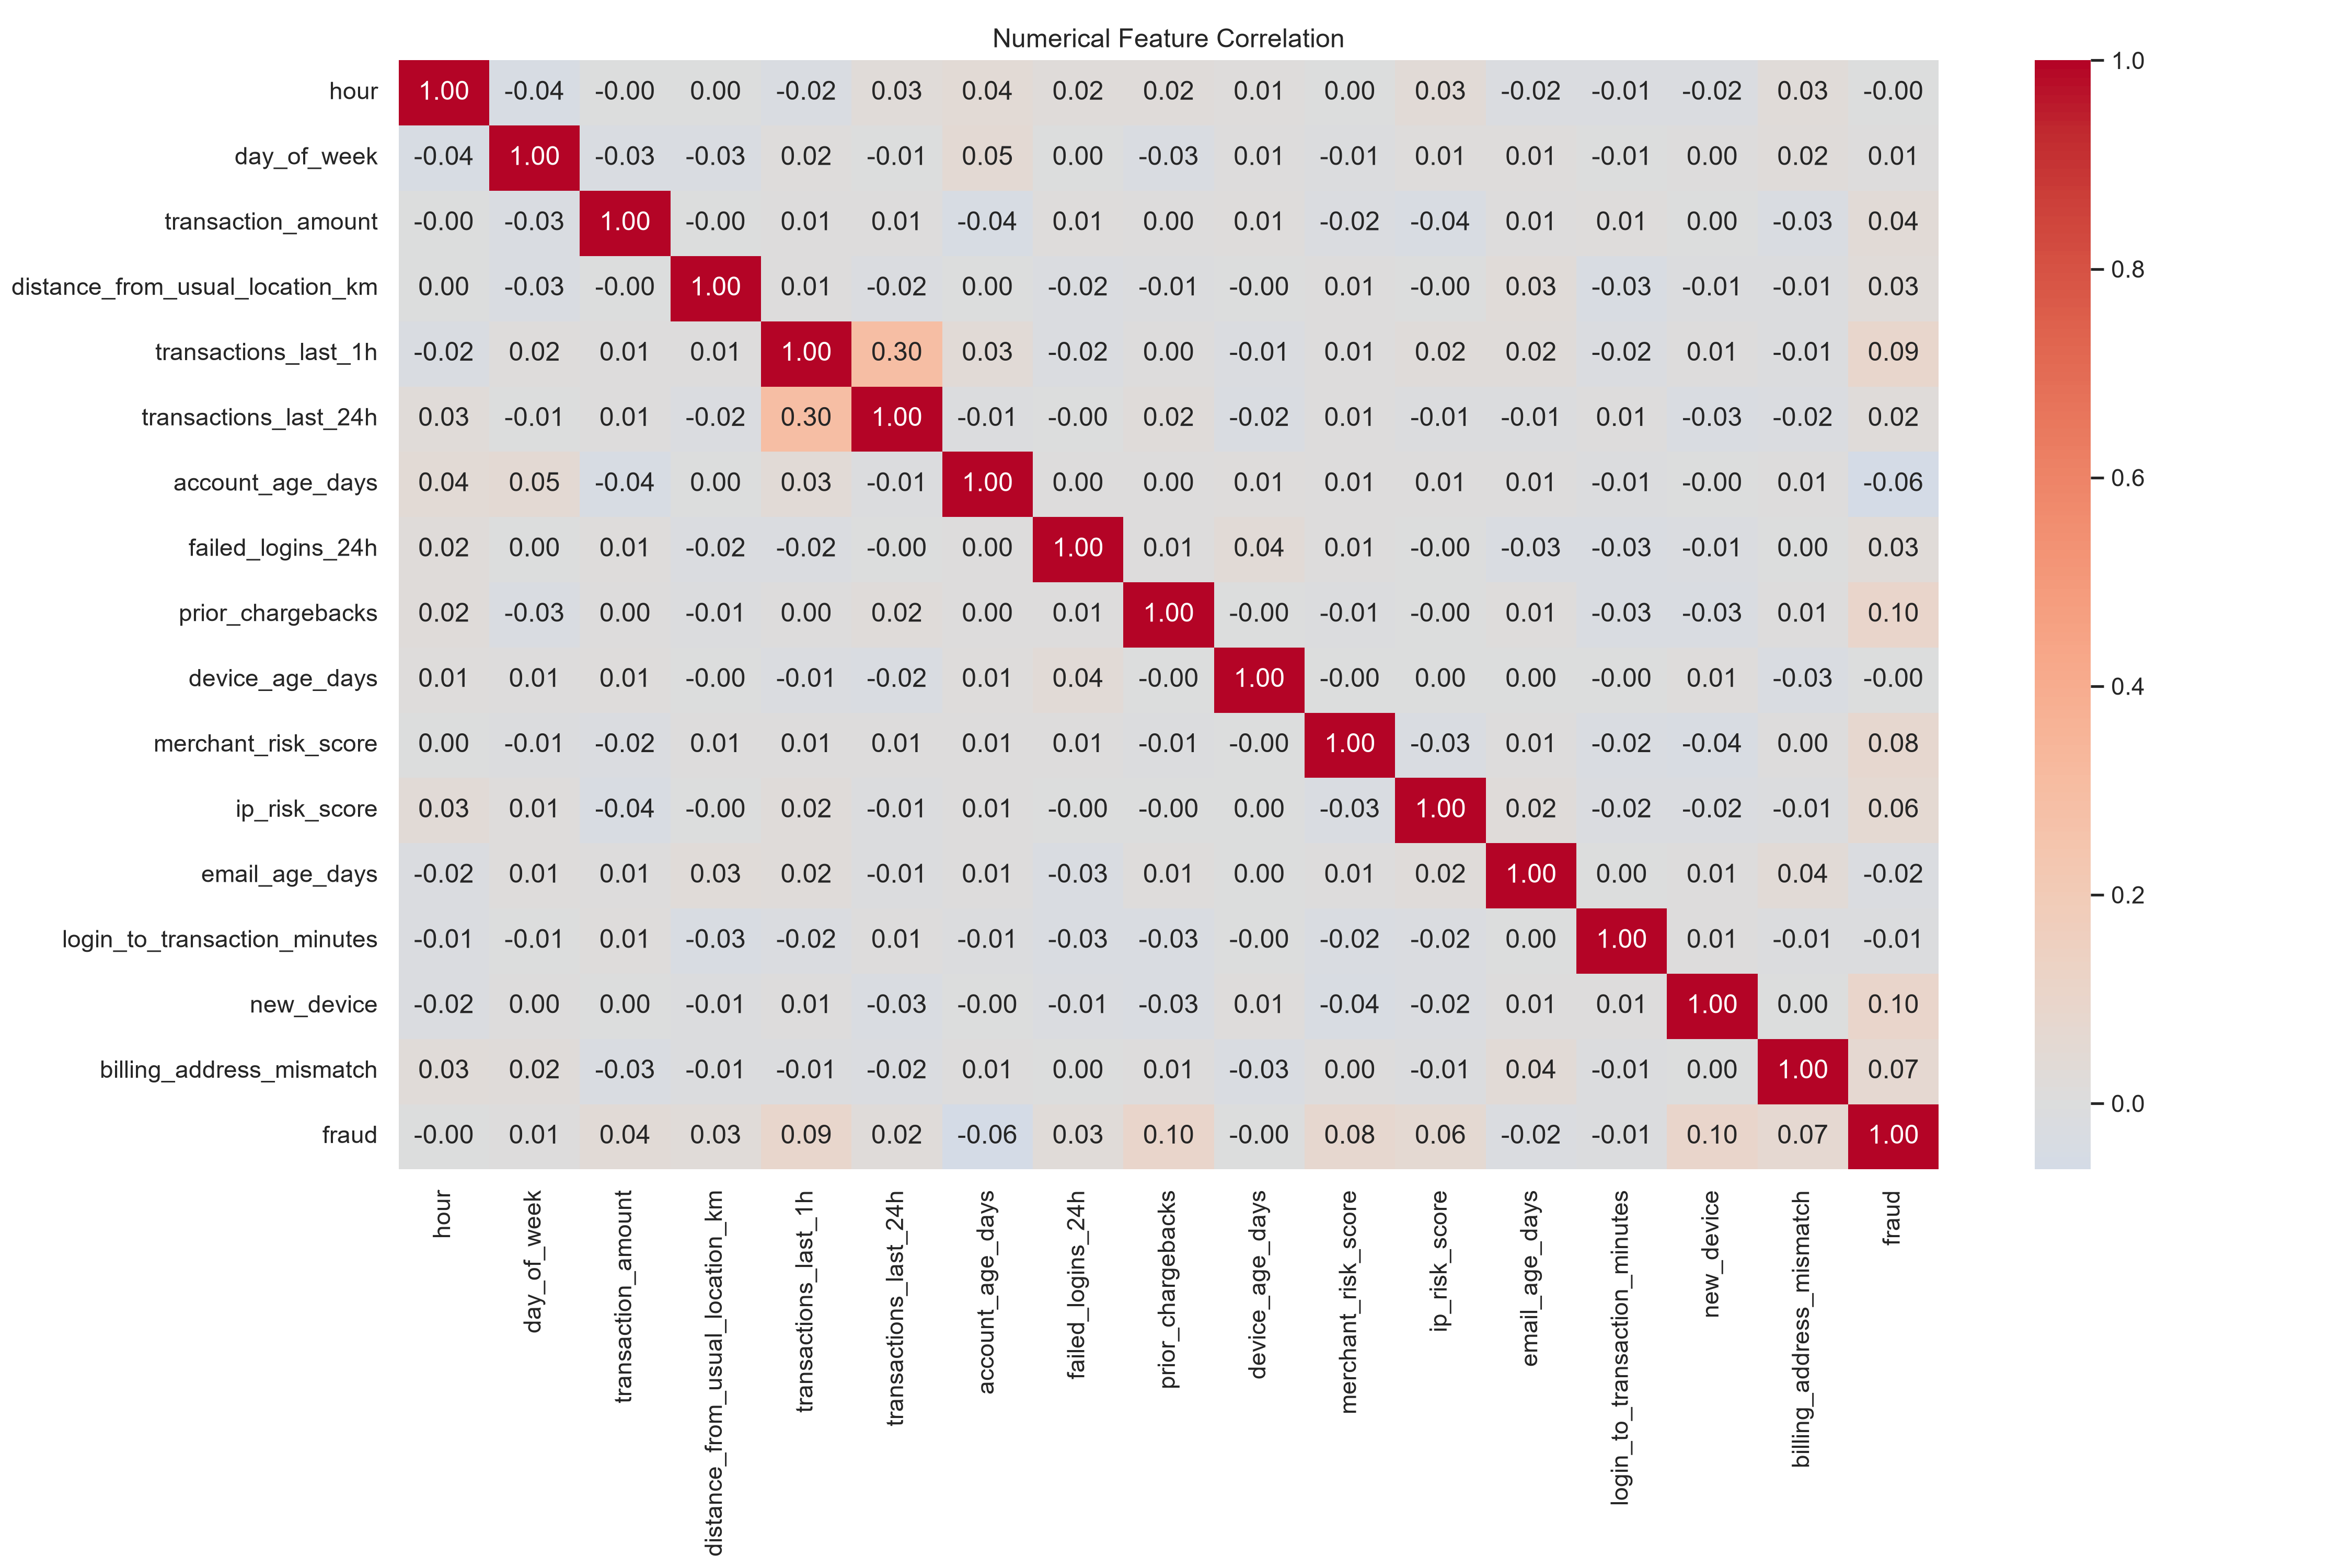 Numerical Feature Correlation
hour 1.00 -0.04 -0.00 0.00 -0.02 0.03 0.04 0.02 0.02 0.01 0.00 0.03 -0.02 -0.01 -0.02 0.03 -0.00
day_of_week -0.04 1.00 -0.03 -0.03 0.02 -0.01 0.05 0.00 -0.03 0.01 -0.01 0.01 0.01 -0.01 0.00 0.02 0.01
transaction_amount -0.00 -0.03 1.00 -0.00 0.01 0.01 -0.04 0.01 0.00 0.01 -0.02 -0.04 0.01 0.01 0.00 -0.03 0.04
distance_from_usual_location_km 0.00 -0.03 -0.00 1.00 0.01 -0.02 0.00 -0.02 -0.01 -0.00 0.01 -0.00 0.03 -0.03 -0.01 -0.01 0.03
transactions_last_1h -0.02 0.02 0.01 0.01 1.00 0.30 0.03 -0.02 0.00 -0.01 0.01 0.02 0.02 -0.02 0.01 -0.01 0.09
transactions_last_24h 0.03 -0.01 0.01 -0.02 0.30 1.00 -0.01 -0.00 0.02 -0.02 0.01 -0.01 -0.01 0.01 -0.03 -0.02 0.02
account_age_days 0.04 0.05 -0.04 0.00 0.03 -0.01 1.00 0.00 0.00 0.01 0.01 0.01 0.01 -0.01 -0.00 0.01 -0.06
failed_logins_24h 0.02 0.00 0.01 -0.02 -0.02 -0.00 0.00 1.00 0.01 0.04 0.01 -0.00 -0.03 -0.03 -0.01 0.00 0.03
prior_chargebacks 0.02 -0.03 0.00 -0.01 0.00 0.02 0.00 0.01 1.00 -0.00 -0.01 -0.00 0.01 -0.03 -0.03 0.01 0.10
device_age_days 0.01 0.01 0.01 -0.00 -0.01 -0.02 0.01 0.04 -0.00 1.00 -0.00 0.00 0.00 -0.00 0.01 -0.03 -0.00
merchant_risk_score 0.00 -0.01 -0.02 0.01 0.01 0.01 0.01 0.01 -0.01 -0.00 1.00 -0.03 0.01 -0.02 -0.04 0.00 0.08
ip_risk_score 0.03 0.01 -0.04 -0.00 0.02 -0.01 0.01 -0.00 -0.00 0.00 -0.03 1.00 0.02 -0.02 -0.02 -0.01 0.06
email_age_days -0.02 0.01 0.01 0.03 0.02 -0.01 0.01 -0.03 0.01 0.00 0.01 0.02 1.00 0.00 0.01 0.04 -0.02
login_to_transaction_minutes -0.01 -0.01 0.01 -0.03 -0.02 0.01 -0.01 -0.03 -0.03 -0.00 -0.02 -0.02 0.00 1.00 0.01 -0.01 -0.01
new_device -0.02 0.00 0.00 -0.01 0.01 -0.03 -0.00 -0.01 -0.03 0.01 -0.04 -0.02 0.01 0.01 1.00 0.00 0.10
billing_address_mismatch 0.03 0.02 -0.03 -0.01 -0.01 -0.02 0.01 0.00 0.01 -0.03 0.00 -0.01 0.04 -0.01 0.00 1.00 0.07
fraud -0.00 0.01 0.04 0.03 0.09 0.02 -0.06 0.03 0.10 -0.00 0.08 0.06 -0.02 -0.01 0.10 0.07 1.00
hour
day_of_week
transaction_amount
distance_from_usual_location_km
transactions_last_1h
transactions_last_24h
account_age_days
failed_logins_24h
prior_chargebacks
device_age_days
merchant_risk_score
ip_risk_score
email_age_days
login_to_transaction_minutes
new_device
billing_address_mismatch
fraud
1.0
0.8
0.6
0.4
0.2
0.0